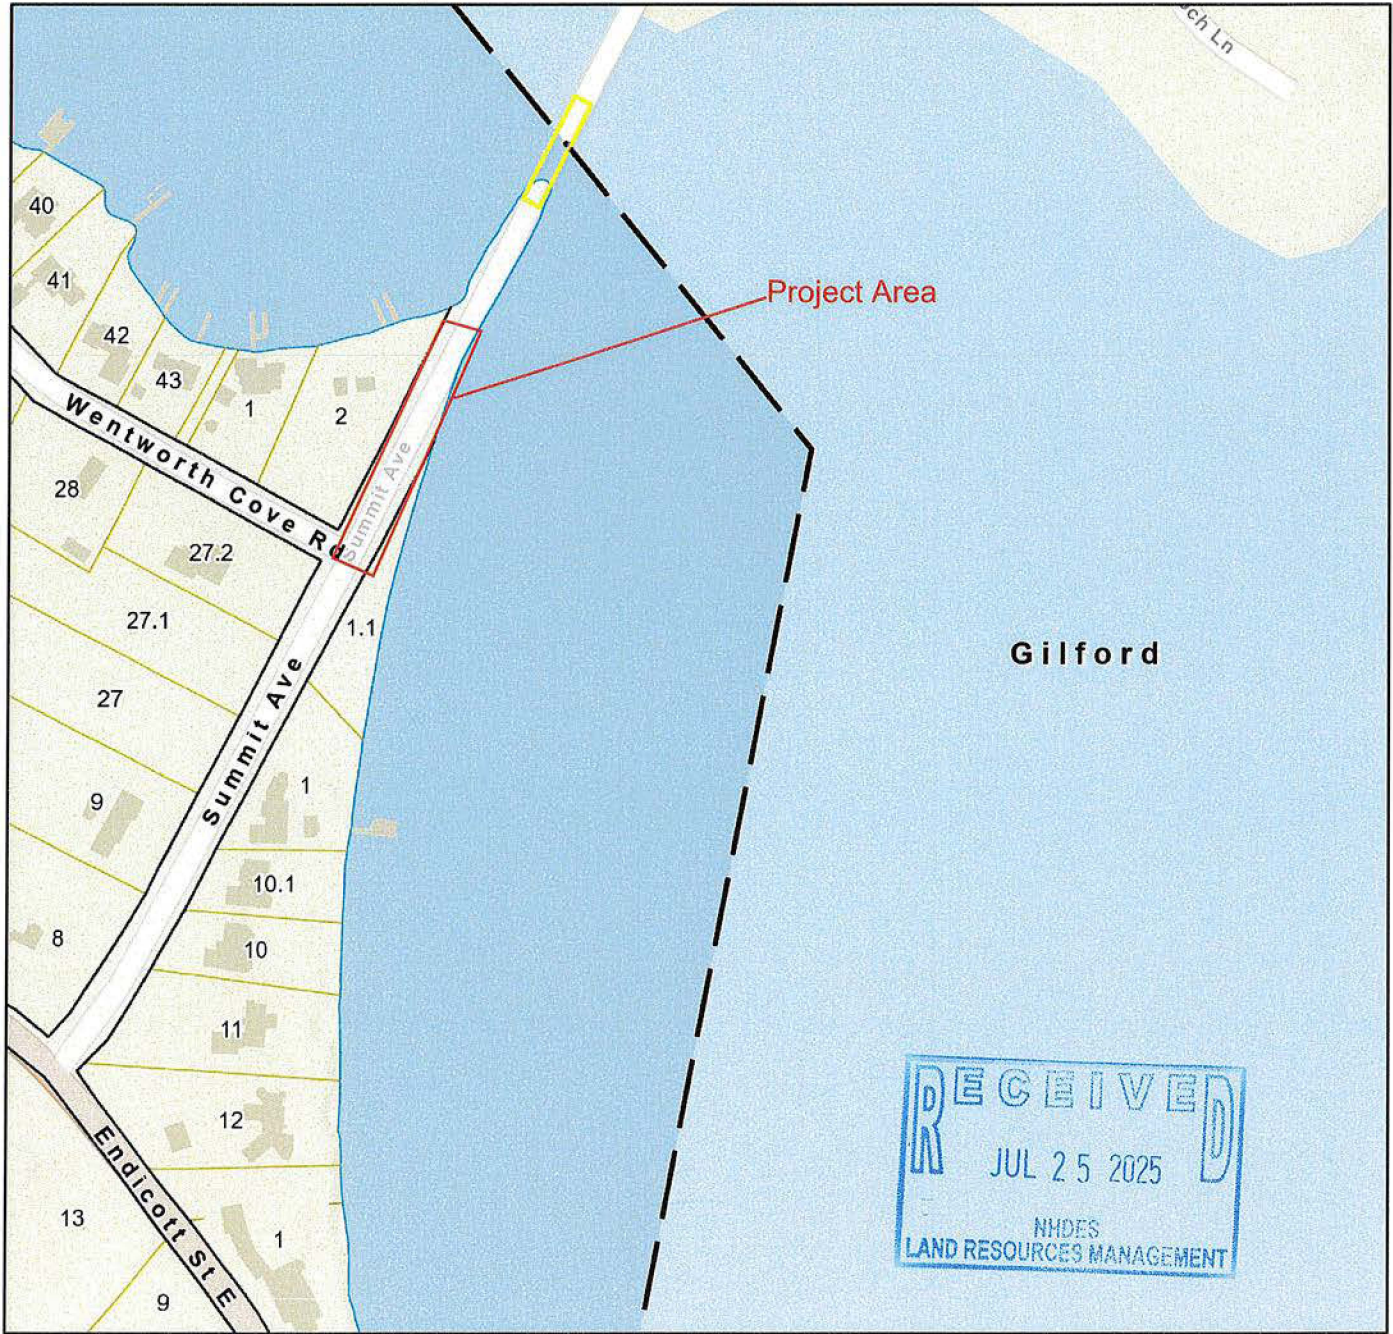 ch Ln
40
41
Project Area
42
43
1
2
Wentworth Cove Rd
Summit Ave
28
27.2
27.1
1.1
Gilford
27
Summit Ave
1
9
10.1
8
10
11
12
RECEIVED
JUL 25 2025
NHDES
LAND RESOURCES MANAGEMENT
Endicott St E
13
1
9